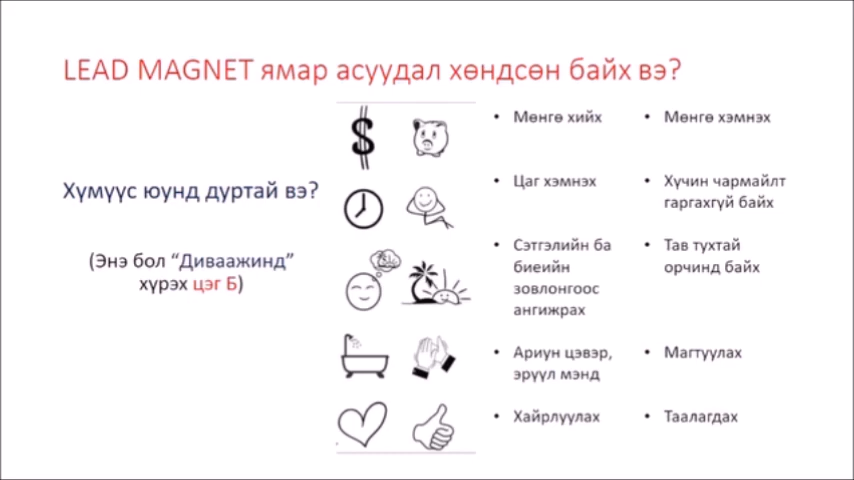 LEAD MAGNET ямар асуудал хөндсөн байх вэ?
Хүмүүс юунд дуртай вэ?
(Энэ бол “Диваажинд”
хүрэх цэг Б)
• Мөнгө хийх
• Мөнгө хэмнэх
• Цаг хэмнэх
• Хүчин чармайлт
гаргахгүй байх
• Сэтгэлийн ба
биеийн
зовлонгоос
ангижрах
• Тав тухтай
орчинд байх
• Ариун цэвэр,
эрүүл мэнд
• Магтуулах
• Хайрлуулах
• Таалагдах